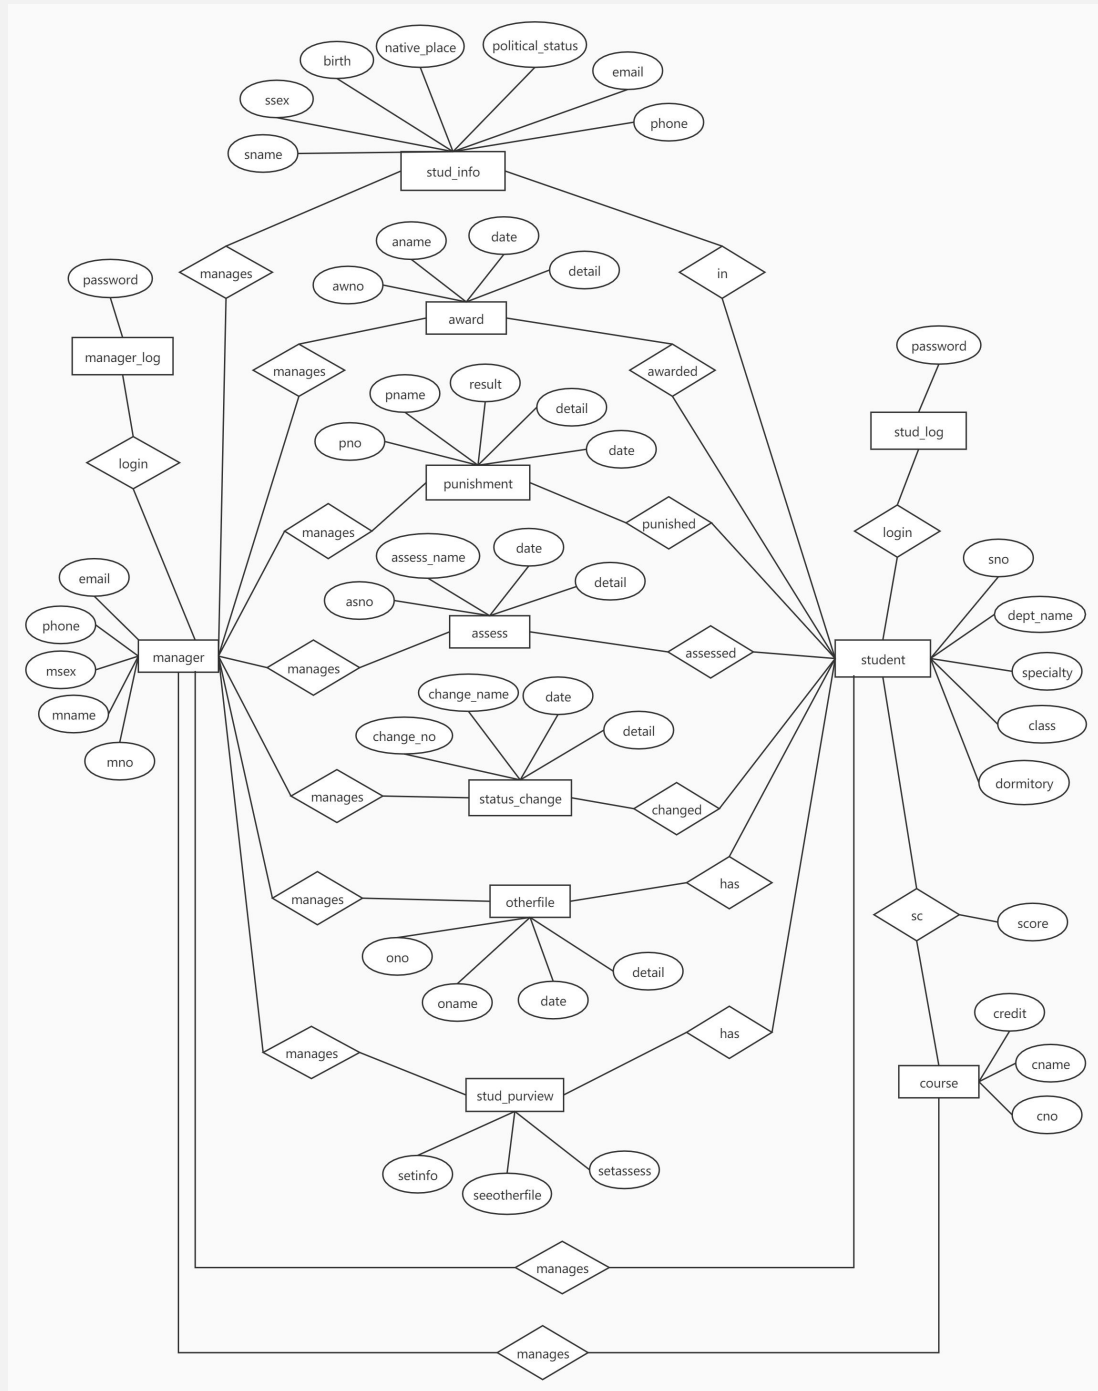 native_place
political_status
birth
email
ssex
phone
sname
stud_info
aname
date
manages
in
detail
password
awno
award
password
manager_log
manages
awarded
result
pname
detail
stud_log
pno
date
login
punishment
manages
punished
login
assess_name
date
sno
email
asno
detail
dept_name
phone
assess
manager
assessed
student
msex
manages
specialty
change_name
date
mname
class
change_no
detail
mno
dormitory
manages
status_change
changed
has
manages
otherfile
sc
score
ono
detail
oname
date
credit
manages
has
cname
course
stud_purview
cno
setinfo
setassess
seeotherfile
manages
manages